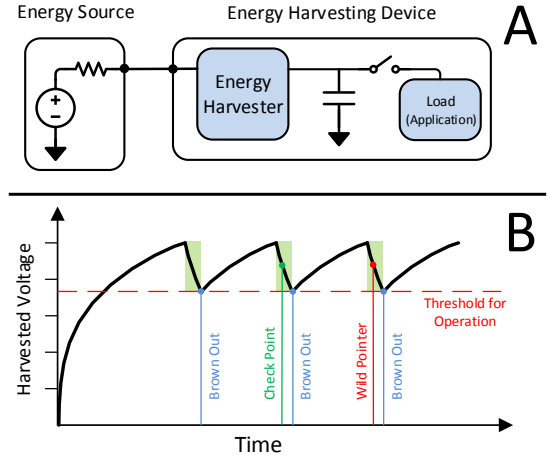 Energy Source
Energy Harvesting Device
A
Energy
Harvester
Load
(Application)
B
Harvested Voltage
Threshold for
Operation
Brown Out
Check Point
Brown Out
Wild Pointer
Brown Out
Time